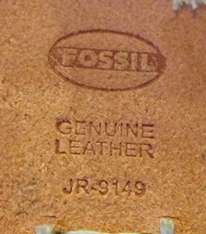 FOSSIL
GENUINE
LEATHER
JR-9149